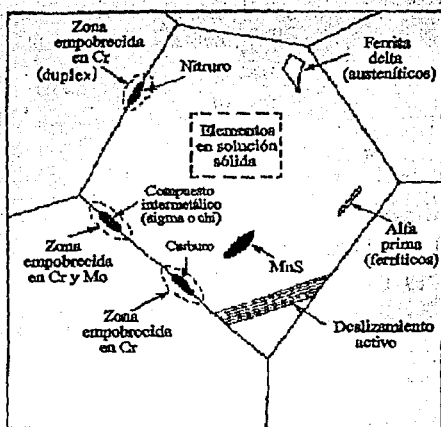 Zona
empobrecida
en Cr
(duplex)
Nitruro
Ferrita
delta
(austeníticos)
Elementos
en solución
sólida
Compuesto
intermetálico
(sigma o chi)
Zona
empobrecida
en Cr y Mo
Carburo
MnS
Alfa
prima
(ferríticos)
Zona
empobrecida
en Cr
Deslizamiento
activo